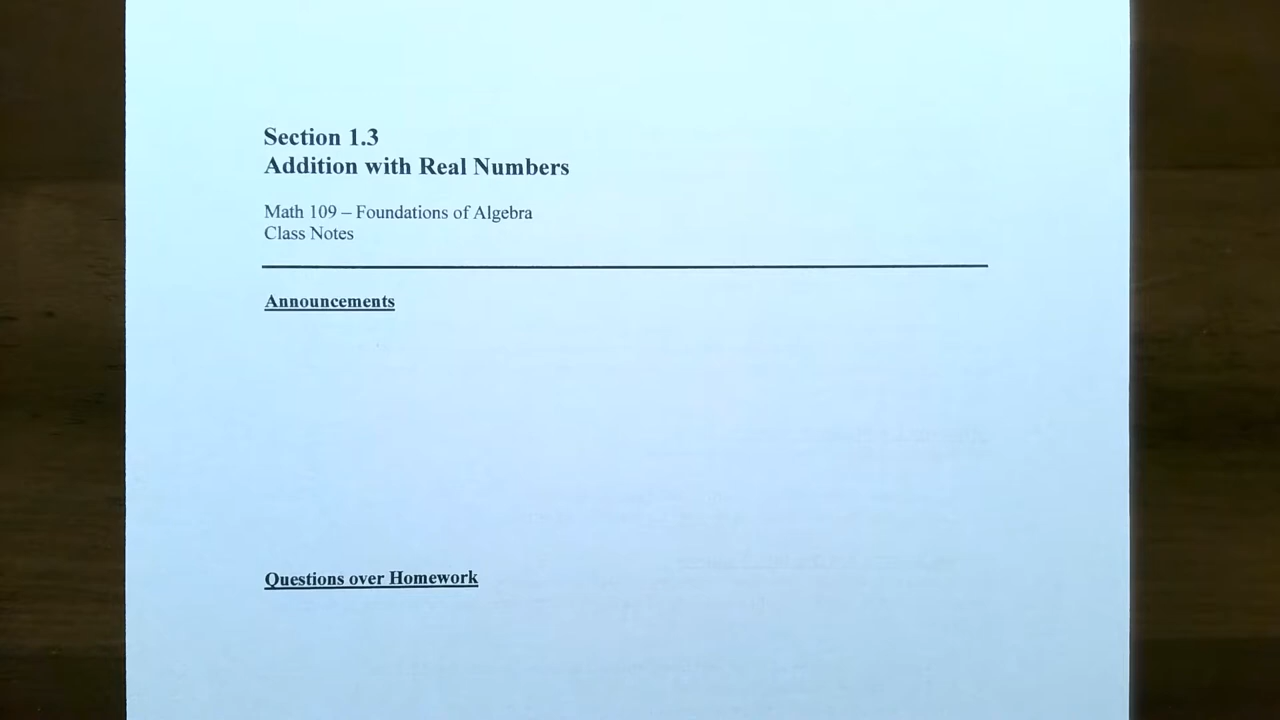 Section 1.3
Addition with Real Numbers
Math 109 – Foundations of Algebra
Class Notes
Announcements
Questions over Homework